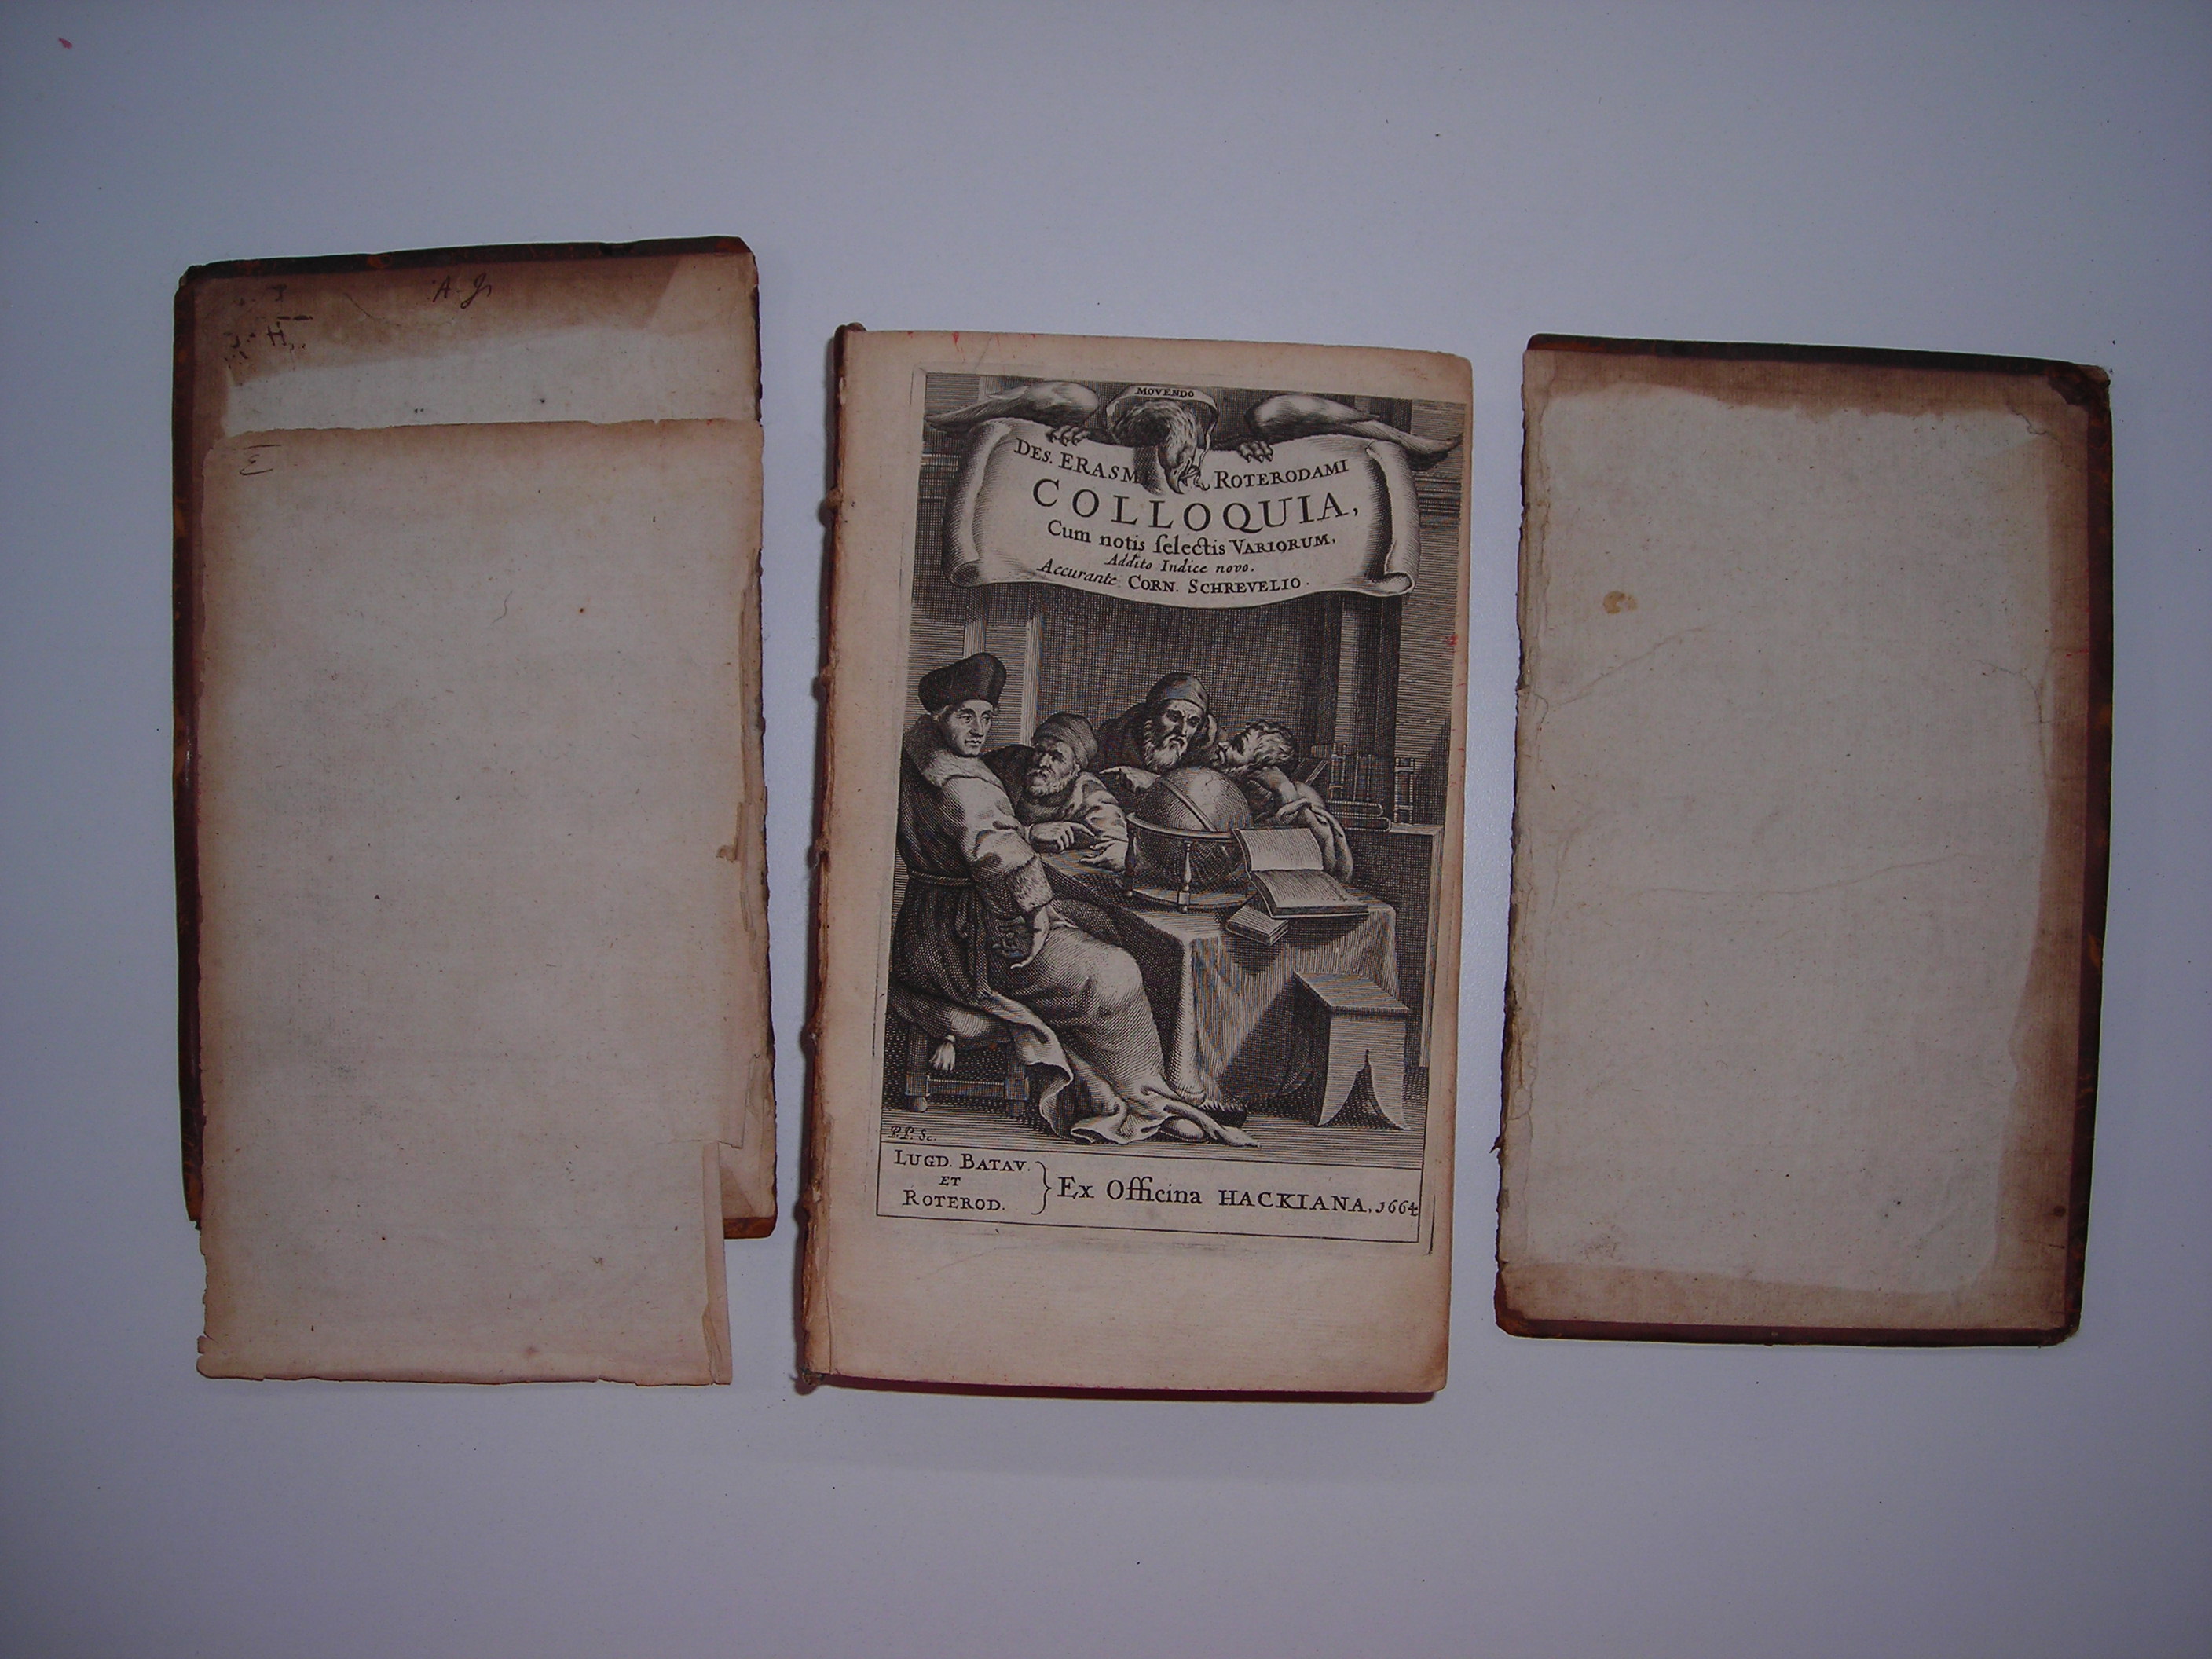 A. J.
H
E
MOVENDO
DES. ERASMI ROTERODAMI
COLLOQUIA,
Cum notis ſelectis VARIORUM,
Addito Indice novo.
Accurante CORN. SCHREVELIO.
P. P. Sc.
LUGD. BATAV.
ET
ROTEROD.
Ex Officina HACKIANA, 1664